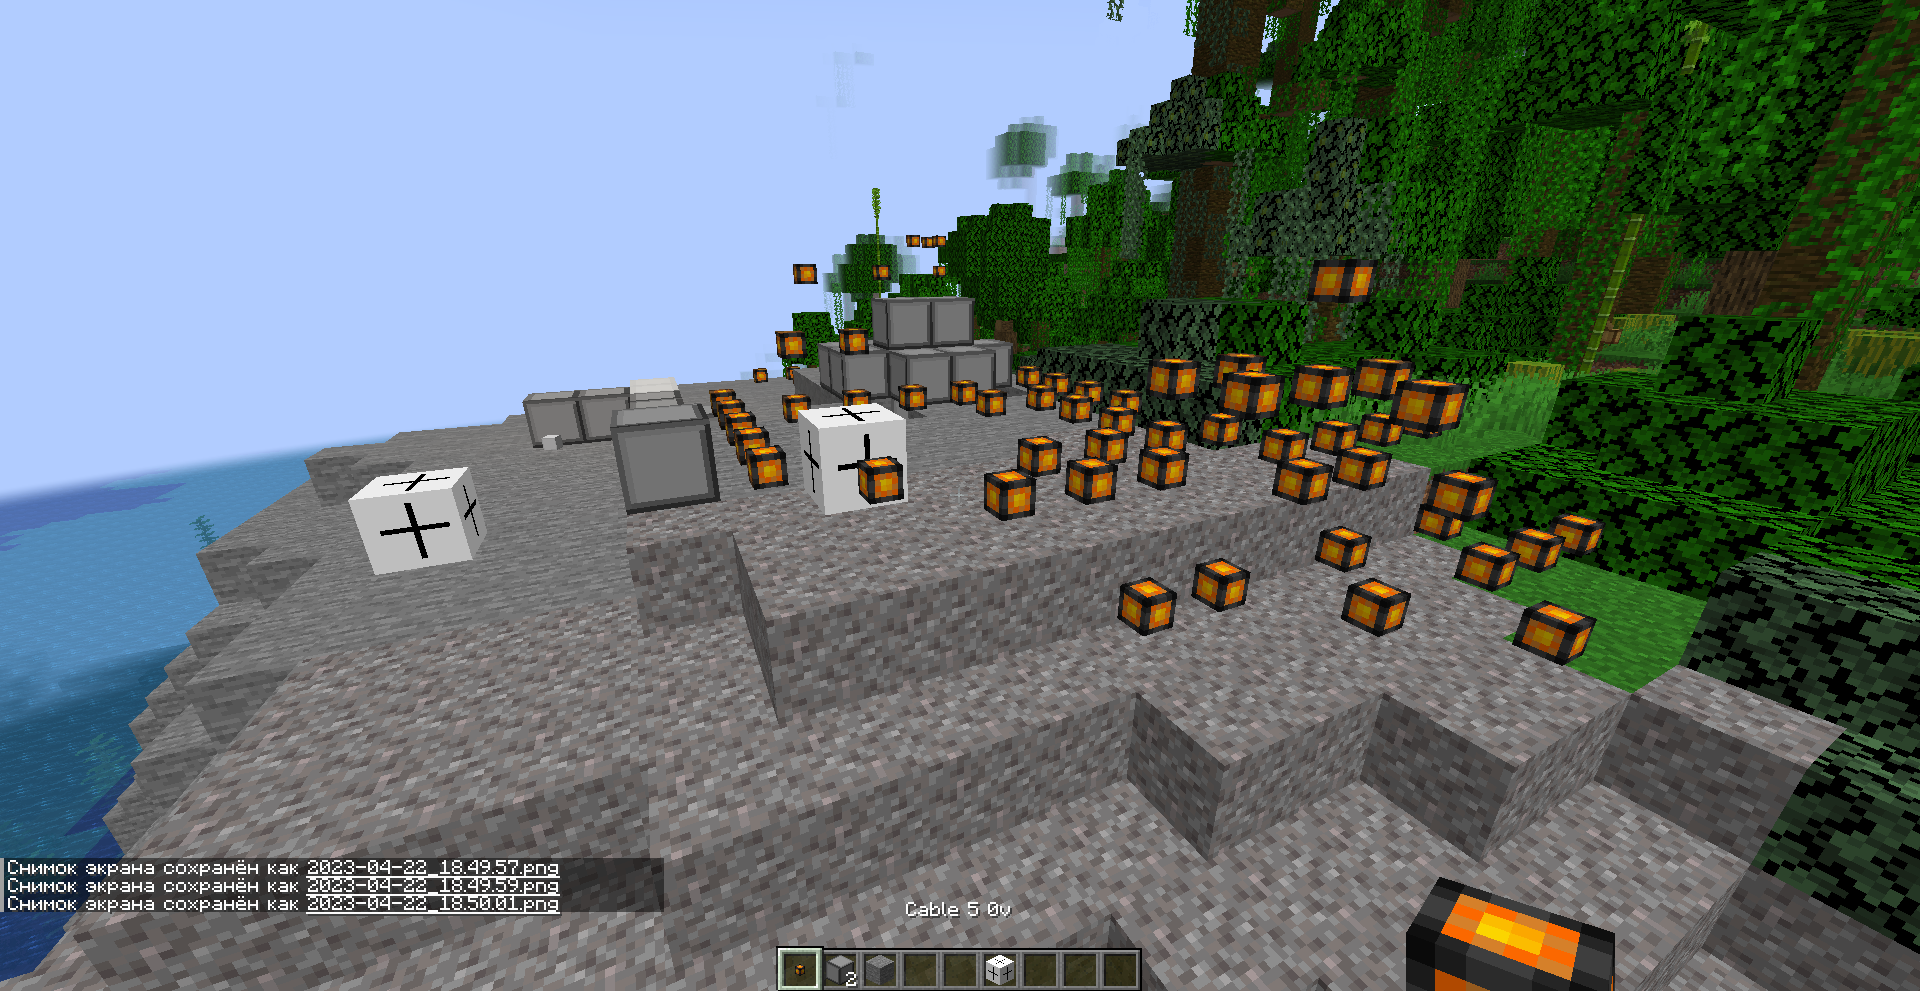 Снимок экрана сохранён как 2023-04-22_18.49.57.png
Снимок экрана сохранён как 2023-04-22_18.49.59.png
Снимок экрана сохранён как 2023-04-22_18.50.01.png
Cable 5 0v
2